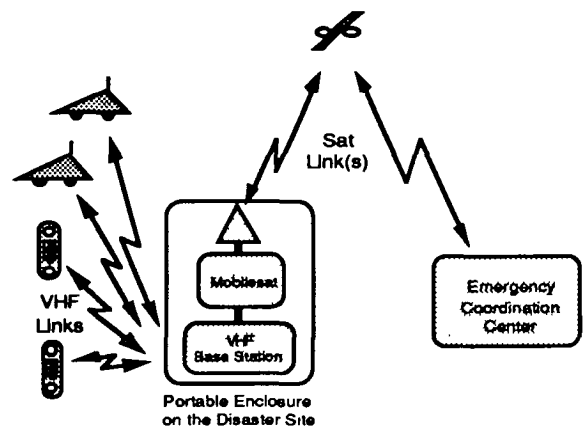 Sat
Link(s)
VHF
Links
Mobilesat
VHF
Base Station
Emergency
Coordination
Center
Portable Enclosure
on the Disaster Site